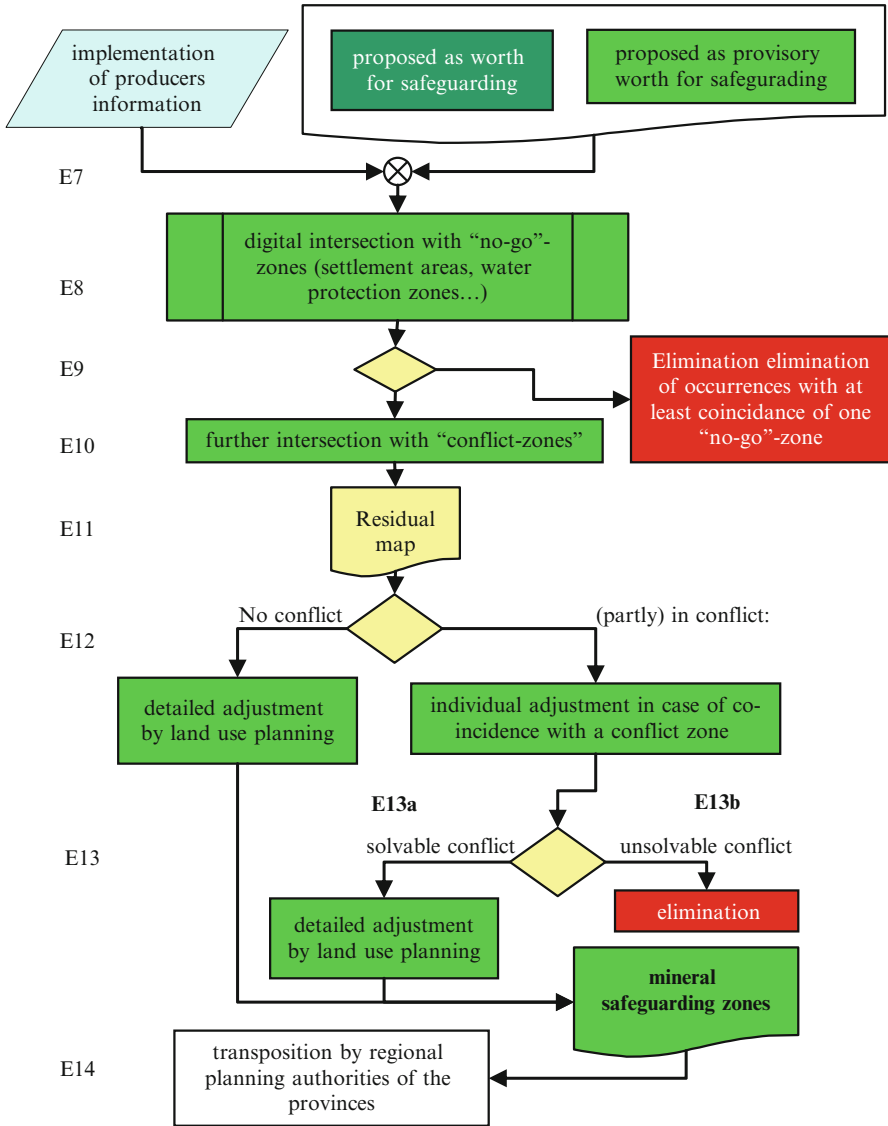 implementation
of producers
information
proposed as worth
for safeguarding
proposed as provisory
worth for safegurading
E7
digital intersection with “no-go”-
zones (settlement areas, water
protection zones…)
E8
E9
Elimination elimination
of occurrences with at
least coincidance of one
“no-go”-zone
E10
further intersection with “conflict-zones”
E11
Residual
map
No conflict
(partly) in conflict:
E12
detailed adjustment
by land use planning
individual adjustment in case of co-
incidence with a conflict zone
E13a
E13b
E13
solvable conflict
unsolvable conflict
elimination
detailed adjustment
by land use planning
mineral
safeguarding zones
E14
transposition by regional
planning authorities of the
provinces